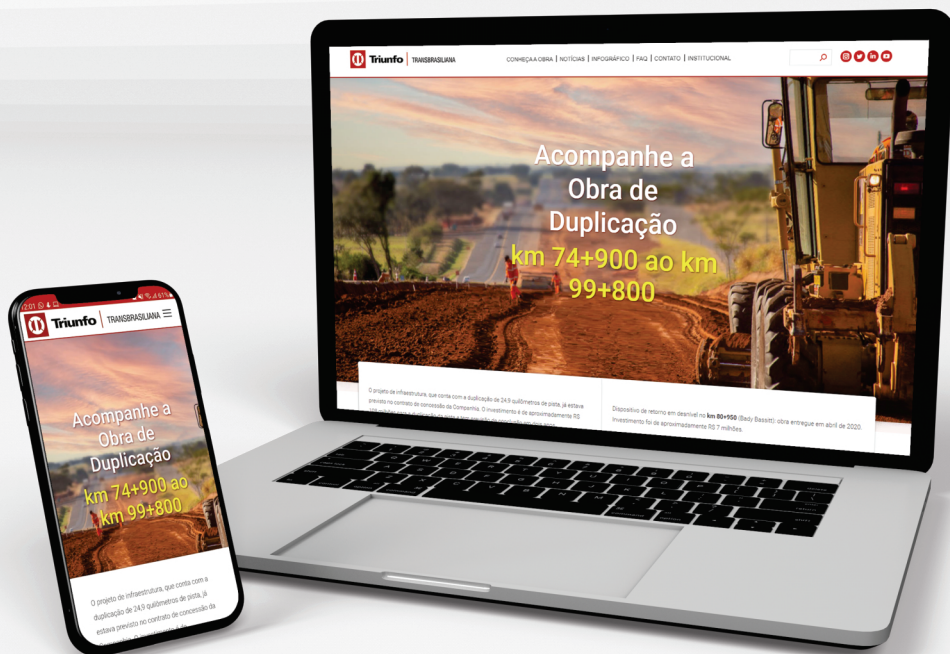 Triunfo | TRANSBRASILIANA
CONHEÇA A OBRA | NOTÍCIAS | INFOGRÁFICO | FAQ | CONTATO | INSTITUCIONAL
Acompanhe a
Obra de
Duplicação
km 74+900 ao km
99+800
O projeto de infraestrutura, que conta com a duplicação de 24,9 quilômetros de pista, já estava
previsto no contrato de concessão da Companhia. O investimento é de aproximadamente R$
Dispositivo de retorno em desnível no km 80+950 (Bady Bassitt): obra entregue em abril de 2020.
Investimento foi de aproximadamente R$ 7 milhões.
61%
Triunfo | TRANSBRASILIANA
Acompanhe a
Obra de
Duplicação
km 74+900 ao
km 99+800
O projeto de infraestrutura, que conta com a
duplicação de 24,9 quilômetros de pista, já
estava previsto no contrato de concessão da